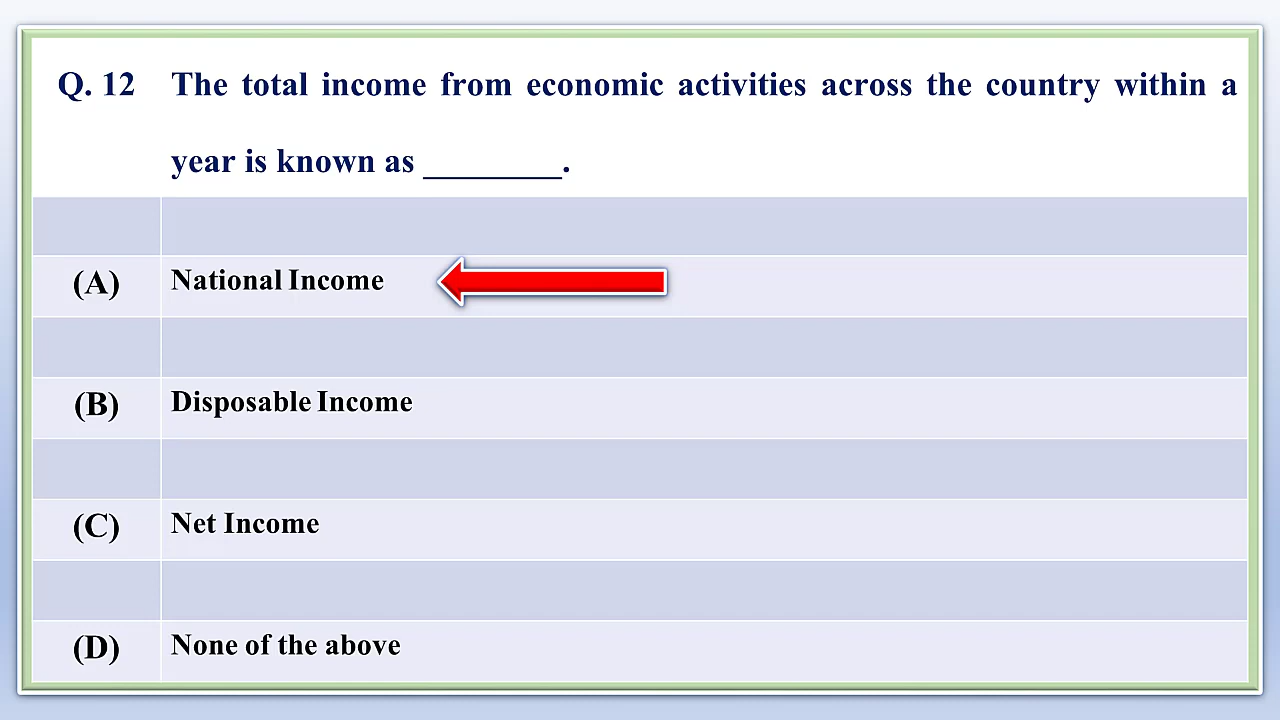 Q. 12 The total income from economic activities across the country within a
year is known as ________.
(A) National Income
(B) Disposable Income
(C) Net Income
(D) None of the above